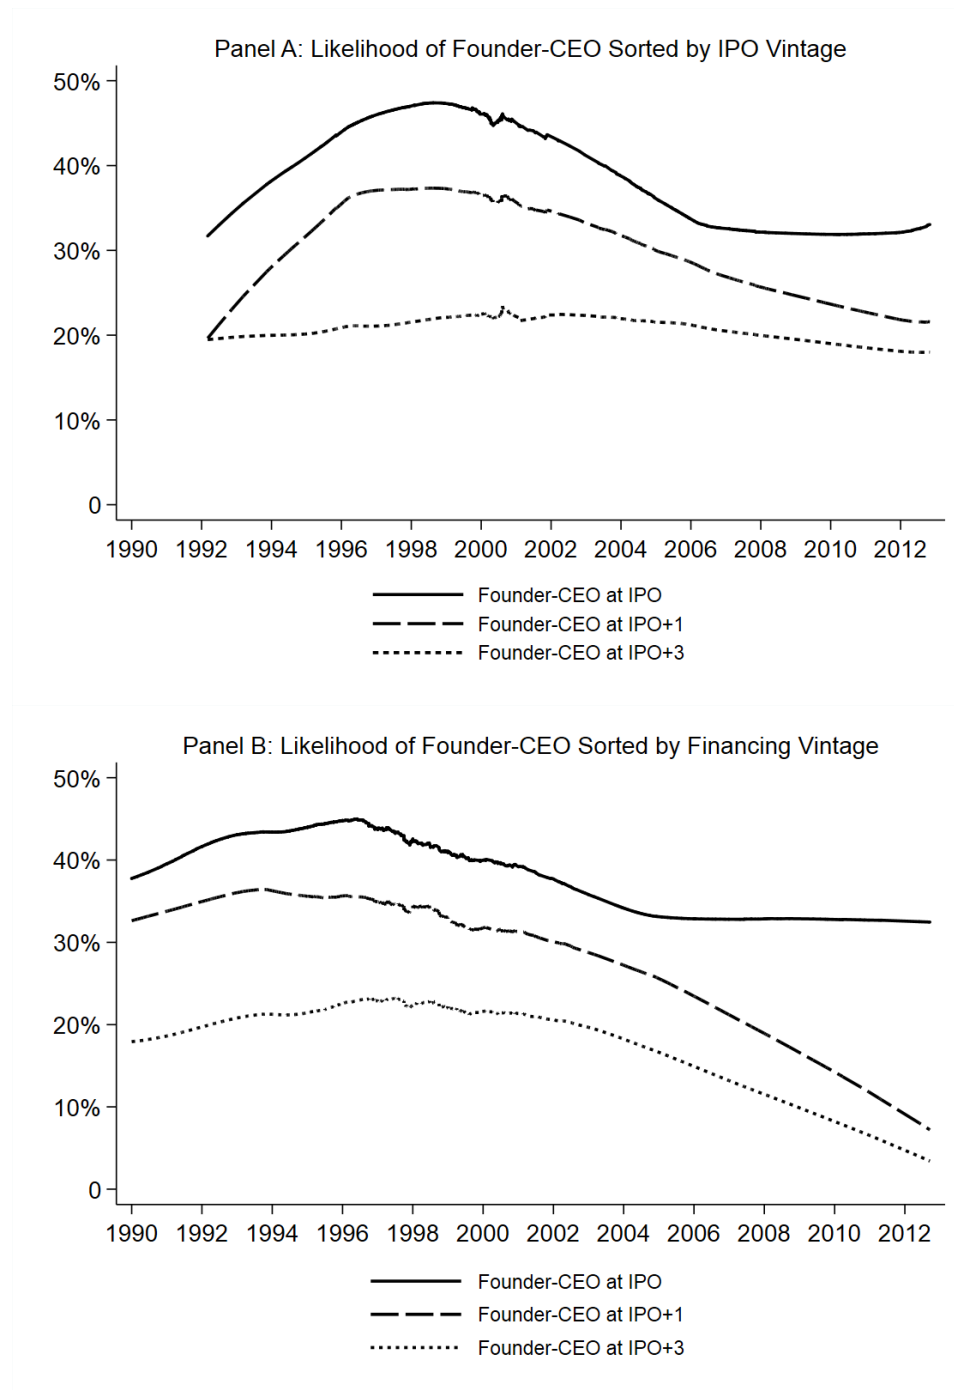 Panel A: Likelihood of Founder-CEO Sorted by IPO Vintage
50%
40%
30%
20%
10%
0
1990 1992 1994 1996 1998 2000 2002 2004 2006 2008 2010 2012
Founder-CEO at IPO
Founder-CEO at IPO+1
Founder-CEO at IPO+3
Panel B: Likelihood of Founder-CEO Sorted by Financing Vintage
50%
40%
30%
20%
10%
0
1990 1992 1994 1996 1998 2000 2002 2004 2006 2008 2010 2012
Founder-CEO at IPO
Founder-CEO at IPO+1
Founder-CEO at IPO+3